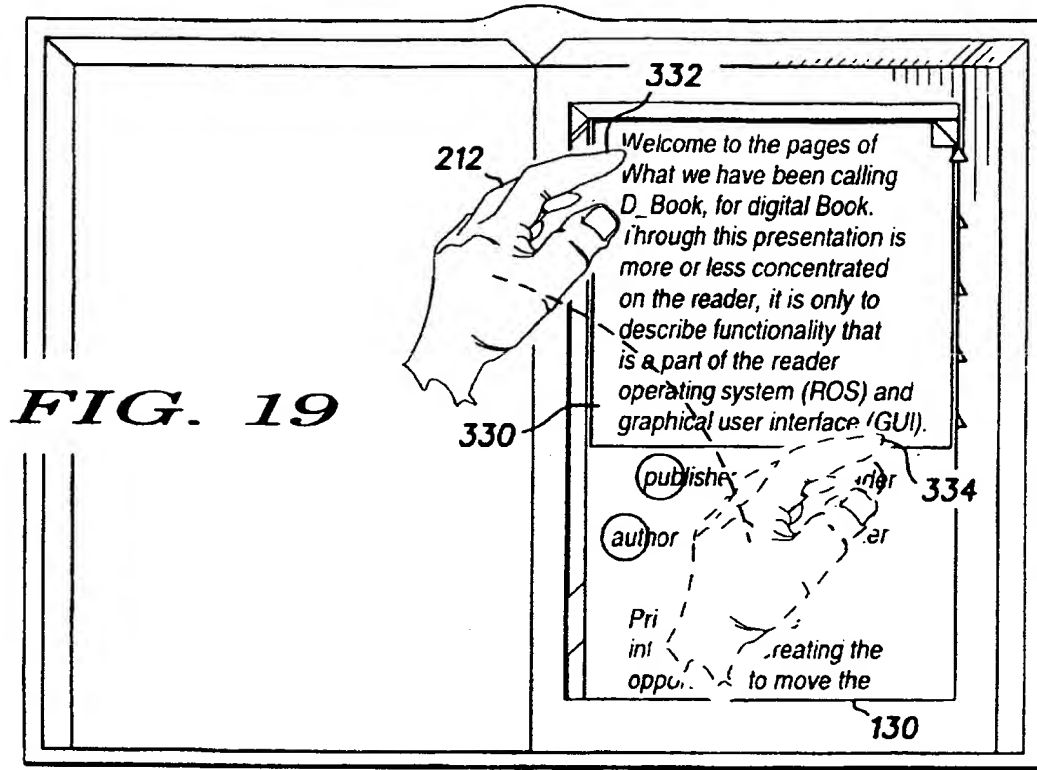 332
212
Welcome to the pages of
What we have been calling
D_Book, for digital Book.
Through this presentation is
more or less concentrated
on the reader, it is only to
describe functionality that
is a part of the reader
operating system (ROS) and
graphical user interface (GUI).
FIG. 19
330
334
publishe
author
Pri
int reating the
to move the
130